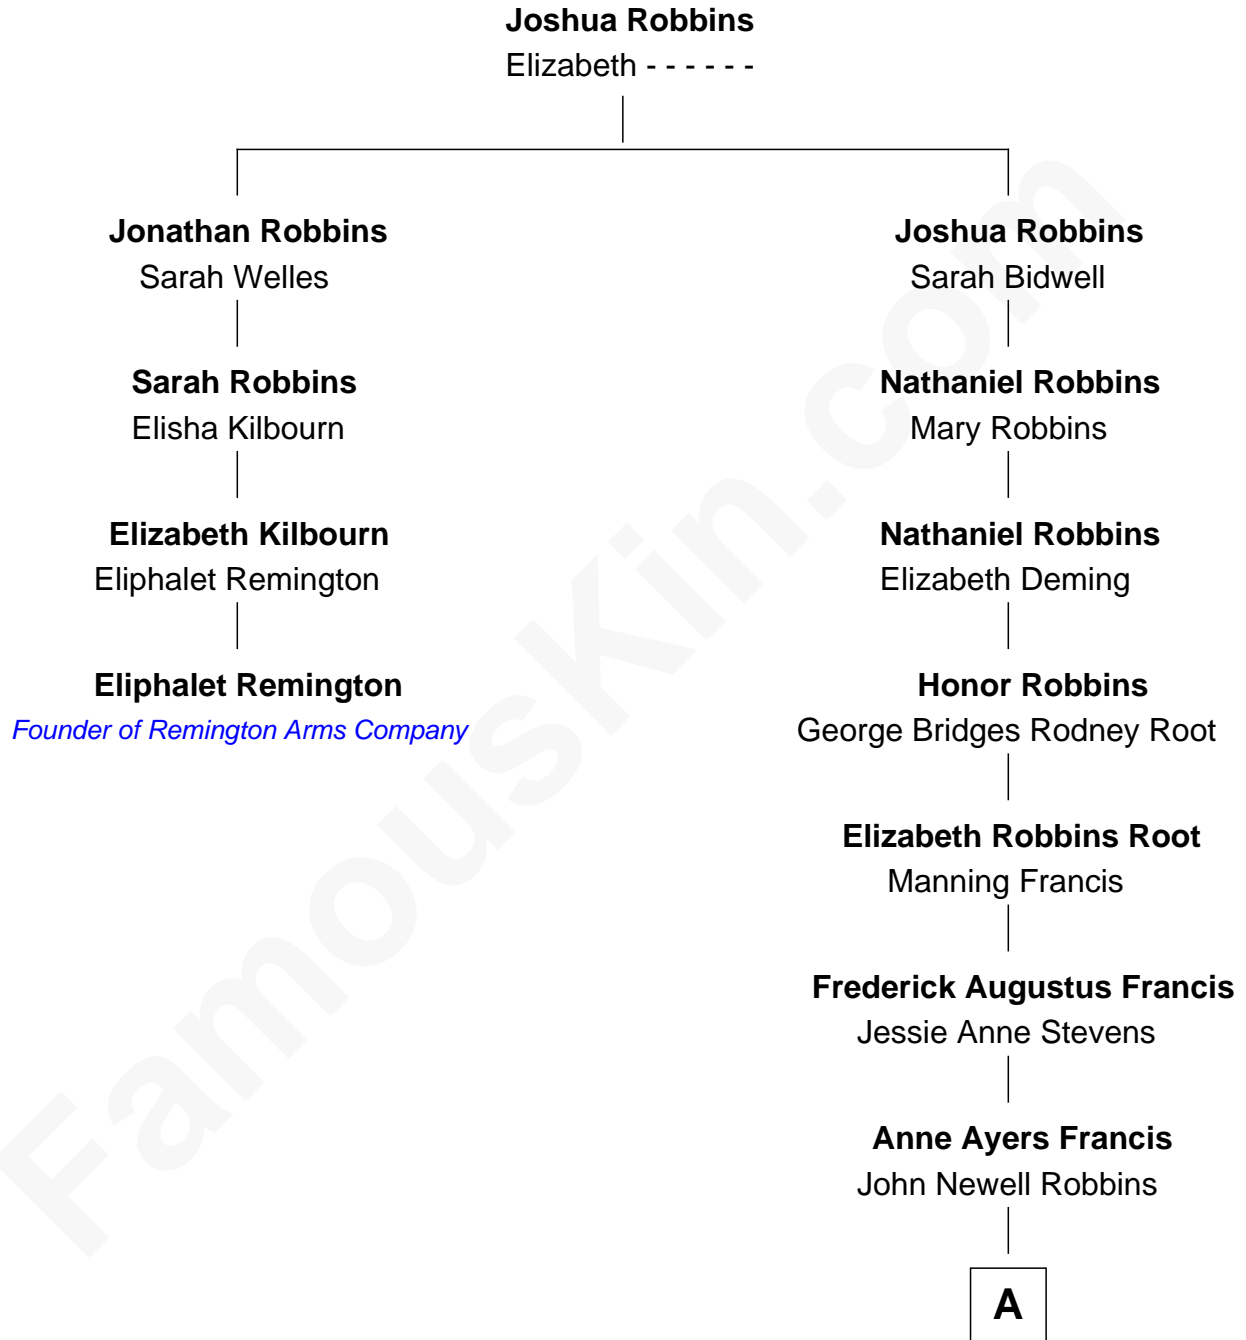 Joshua Robbins
Elizabeth - - - - - -
Jonathan Robbins
Sarah Welles
Sarah Robbins
Elisha Kilbourn
Elizabeth Kilbourn
Eliphalet Remington
Eliphalet Remington
Founder of Remington Arms Company
Joshua Robbins
Sarah Bidwell
Nathaniel Robbins
Mary Robbins
Nathaniel Robbins
Elizabeth Deming
Honor Robbins
George Bridges Rodney Root
Elizabeth Robbins Root
Manning Francis
Frederick Augustus Francis
Jessie Anne Stevens
Anne Ayers Francis
John Newell Robbins
A
FamousKin.com